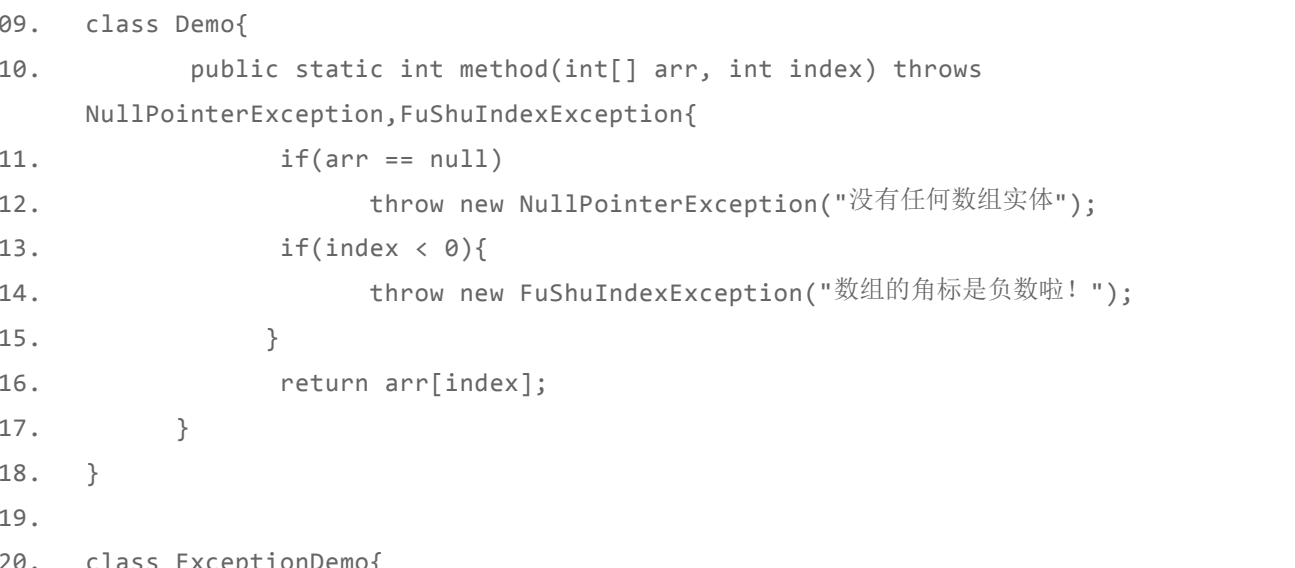 09. class Demo{
10. public static int method(int[] arr, int index) throws
NullPointerException,FuShuIndexException{
11. if(arr == null)
12. throw new NullPointerException("没有任何数组实体");
13. if(index < 0){
14. throw new FuShuIndexException("数组的角标是负数啦！");
15. }
16. return arr[index];
17. }
18. }
19.
20. class ExceptionDemo{